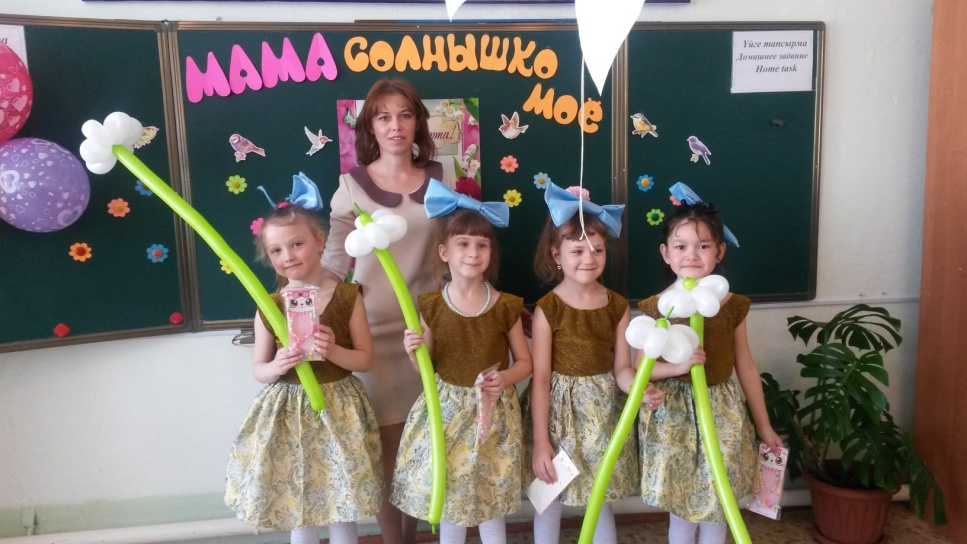 МАМА СОЛНЫШКО
МОЁ
Үйге тапсырма
Домашнее задание
Home task